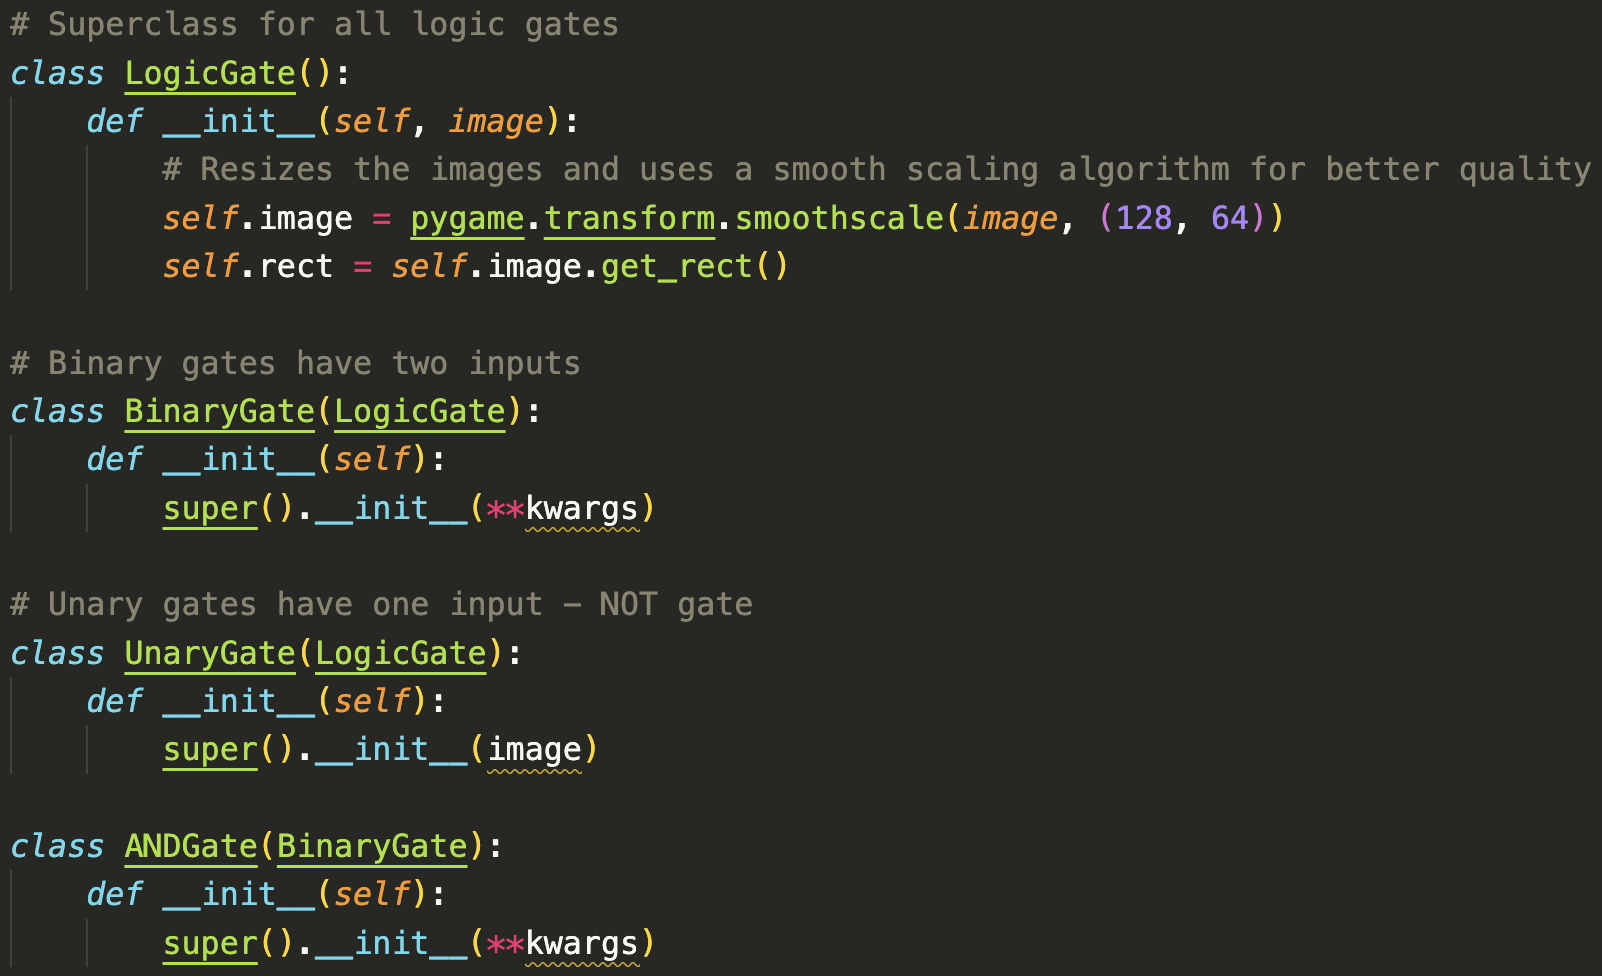 # Superclass for all logic gates
class LogicGate():
    def __init__(self, image):
        # Resizes the images and uses a smooth scaling algorithm for better quality
        self.image = pygame.transform.smoothscale(image, (128, 64))
        self.rect = self.image.get_rect()

# Binary gates have two inputs
class BinaryGate(LogicGate):
    def __init__(self):
        super().__init__(**kwargs)

# Unary gates have one input – NOT gate
class UnaryGate(LogicGate):
    def __init__(self):
        super().__init__(image)

class ANDGate(BinaryGate):
    def __init__(self):
        super().__init__(**kwargs)